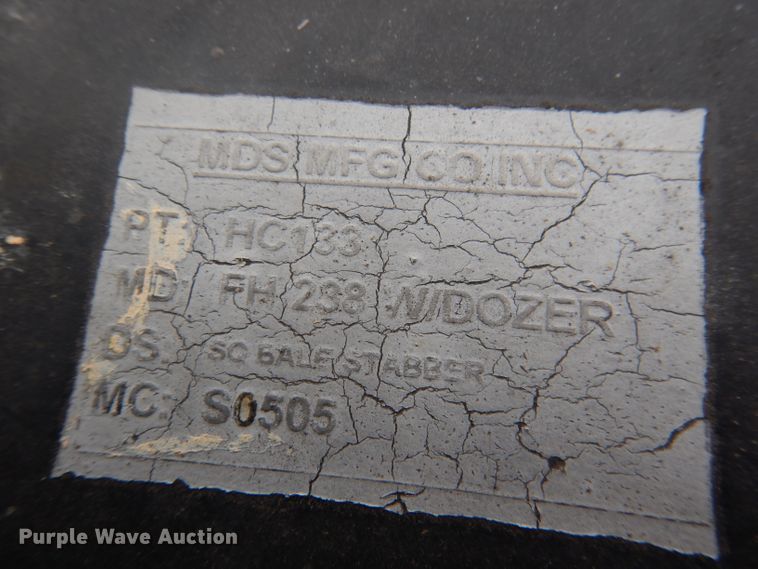 MDS MFG CO INC
PT: HC133
MD: FH 238 W/DOZER
DS: SQ BALE STABBER
MC: S0505
Purple Wave Auction